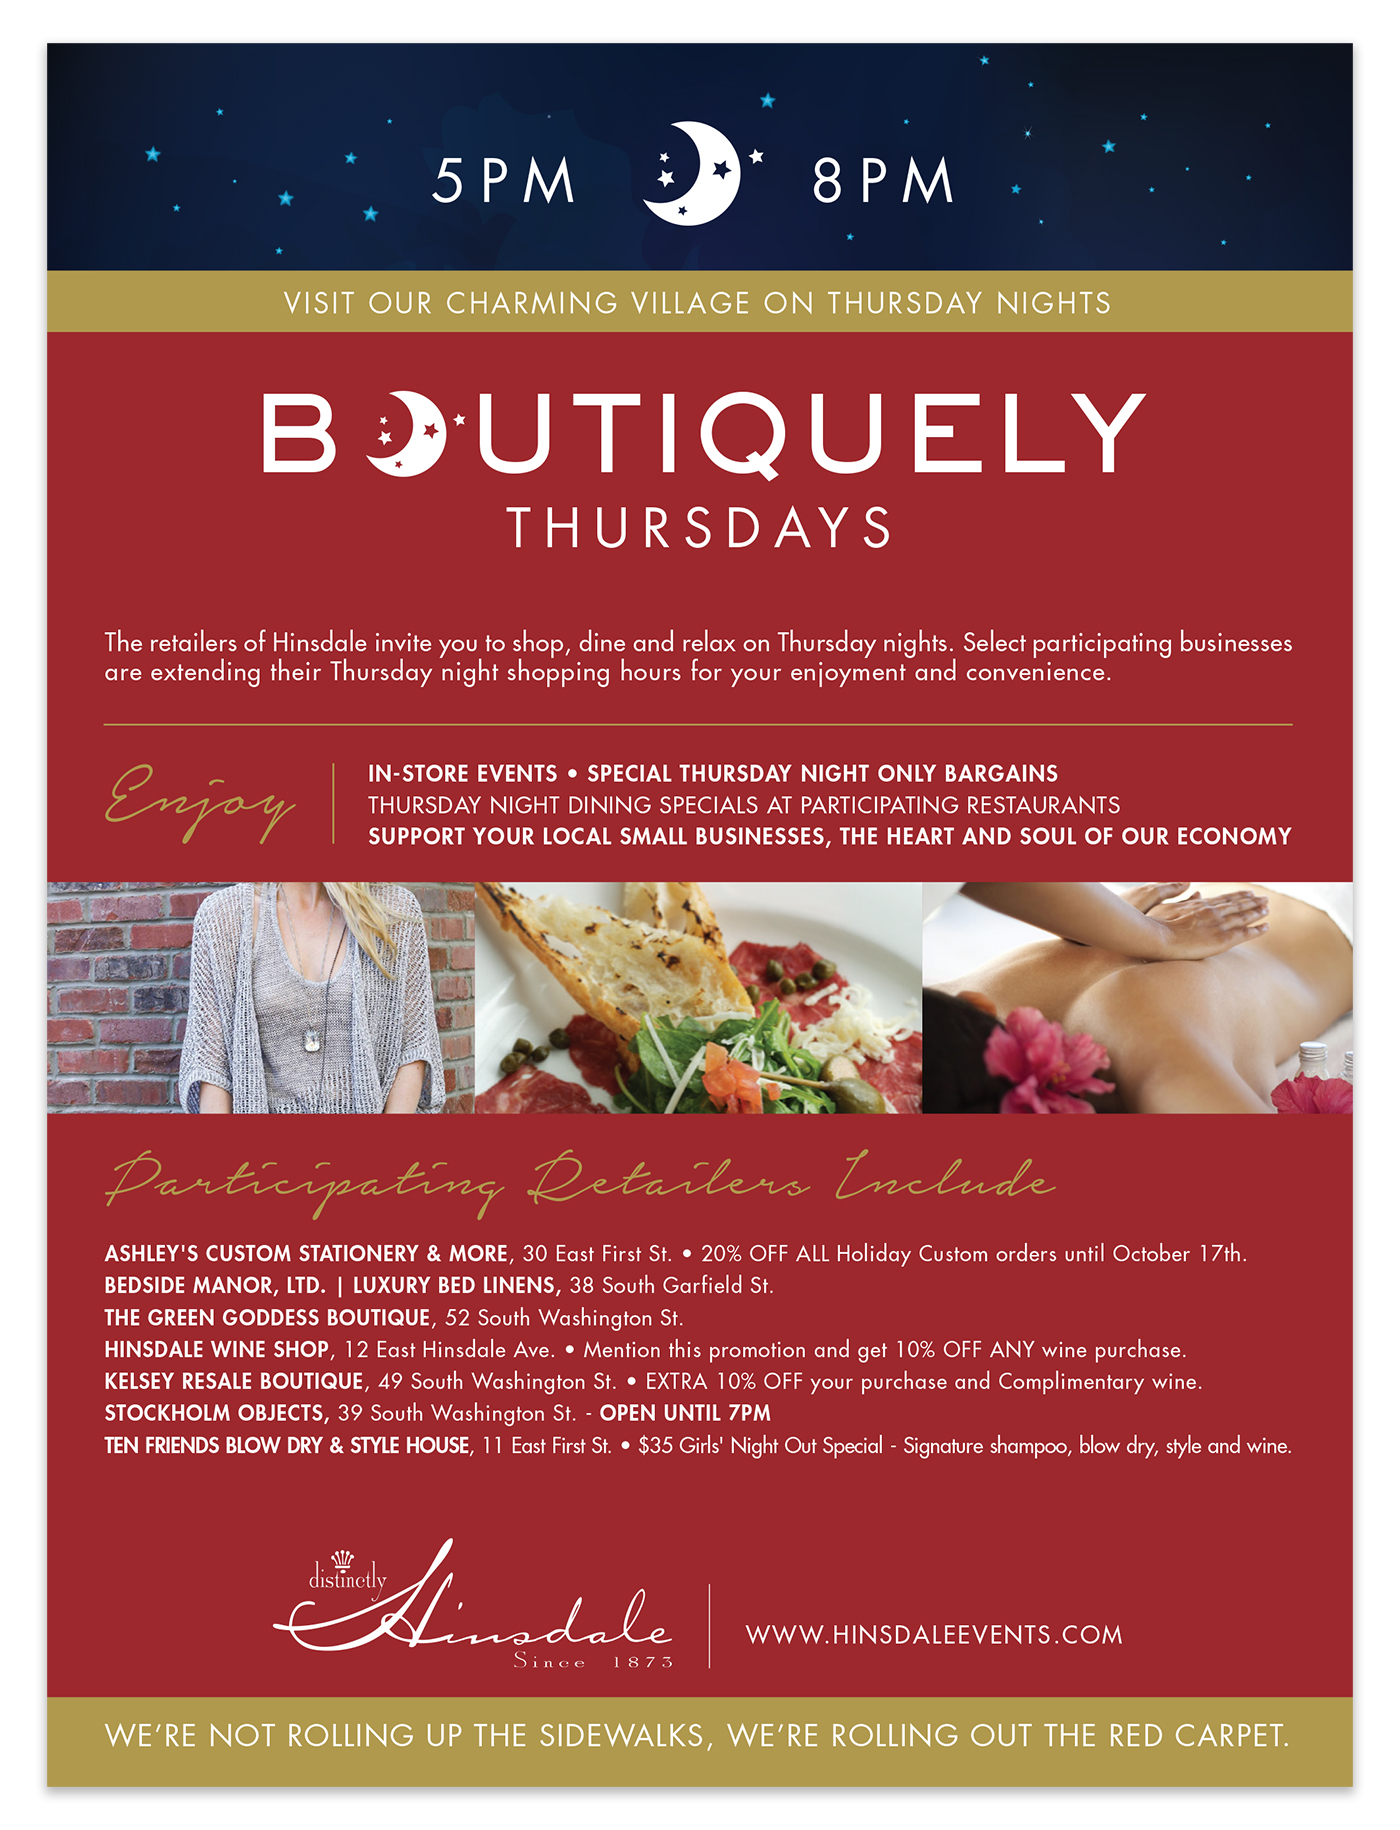 5PM 8PM
VISIT OUR CHARMING VILLAGE ON THURSDAY NIGHTS
BOUTIQUELY
THURSDAYS
The retailers of Hinsdale invite you to shop, dine and relax on Thursday nights. Select participating businesses
are extending their Thursday night shopping hours for your enjoyment and convenience.
Enjoy
IN-STORE EVENTS • SPECIAL THURSDAY NIGHT ONLY BARGAINS
THURSDAY NIGHT DINING SPECIALS AT PARTICIPATING RESTAURANTS
SUPPORT YOUR LOCAL SMALL BUSINESSES, THE HEART AND SOUL OF OUR ECONOMY
Participating Retailers Include
ASHLEY'S CUSTOM STATIONERY & MORE, 30 East First St. • 20% OFF ALL Holiday Custom orders until October 17th.
BEDSIDE MANOR, LTD. | LUXURY BED LINENS, 38 South Garfield St.
THE GREEN GODDESS BOUTIQUE, 52 South Washington St.
HINSDALE WINE SHOP, 12 East Hinsdale Ave. • Mention this promotion and get 10% OFF ANY wine purchase.
KELSEY RESALE BOUTIQUE, 49 South Washington St. • EXTRA 10% OFF your purchase and Complimentary wine.
STOCKHOLM OBJECTS, 39 South Washington St. - OPEN UNTIL 7PM
TEN FRIENDS BLOW DRY & STYLE HOUSE, 11 East First St. • $35 Girls' Night Out Special - Signature shampoo, blow dry, style and wine.
distinctly
Hinsdale
Since 1873
WWW.HINSDALEEVENTS.COM
WE'RE NOT ROLLING UP THE SIDEWALKS, WE'RE ROLLING OUT THE RED CARPET.